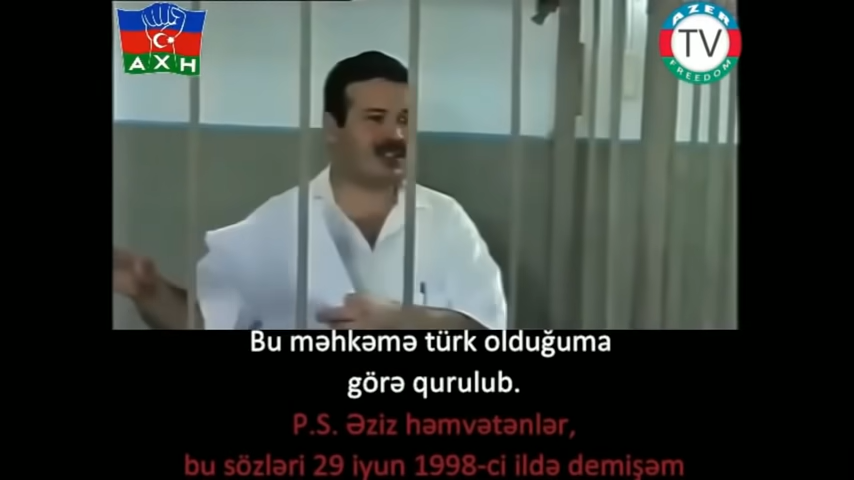 AXH
AZER
TV
FREEDOM
Bu məhkəmə türk olduğuma
görə qurulub.
P.S. Əziz həmvətənlər,
bu sözləri 29 iyun 1998-ci ildə demişəm